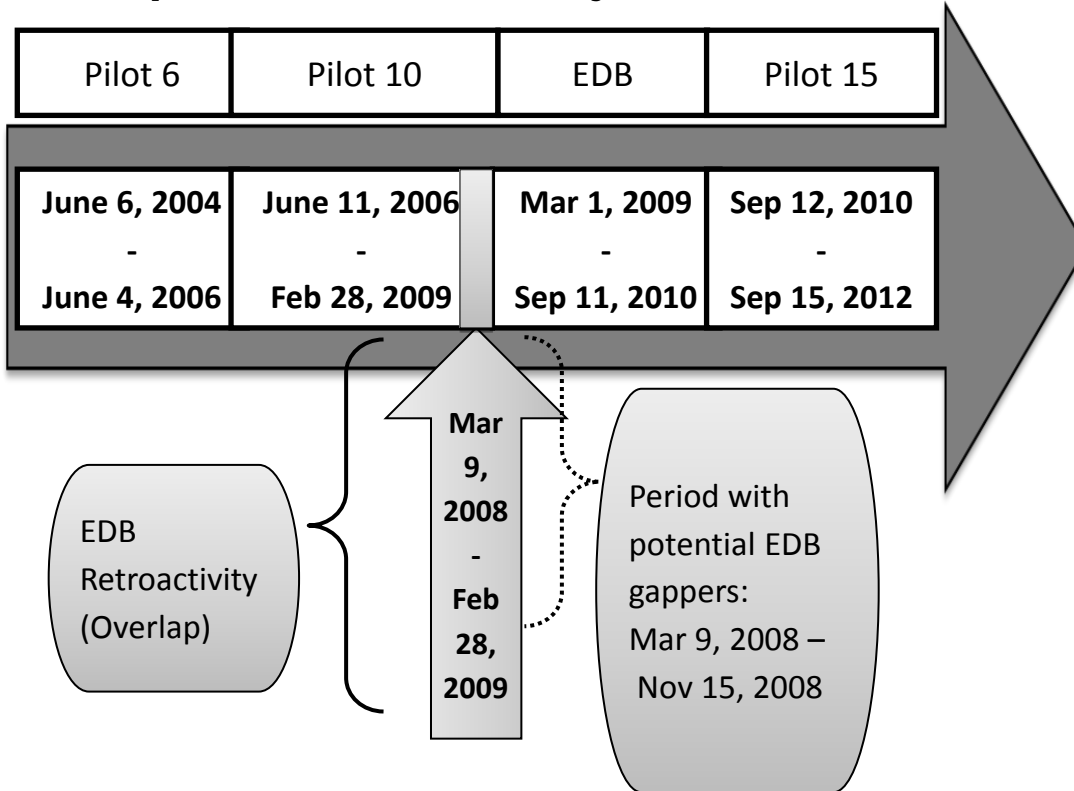 Pilot 6
Pilot 10
EDB
Pilot 15
June 6, 2004
-
June 4, 2006
June 11, 2006
-
Feb 28, 2009
Mar 1, 2009
-
Sep 11, 2010
Sep 12, 2010
-
Sep 15, 2012
EDB
Retroactivity
(Overlap)
Mar
9,
2008
-
Feb
28,
2009
Period with
potential EDB
gappers:
Mar 9, 2008 –
Nov 15, 2008